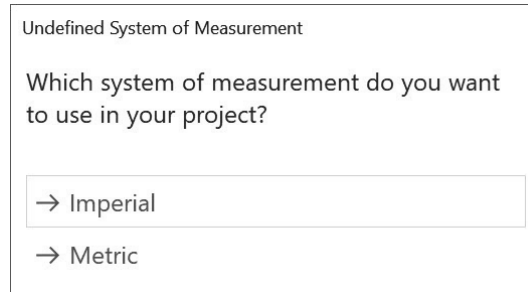 Undefined System of Measurement
Which system of measurement do you want
to use in your project?
→ Imperial
→ Metric